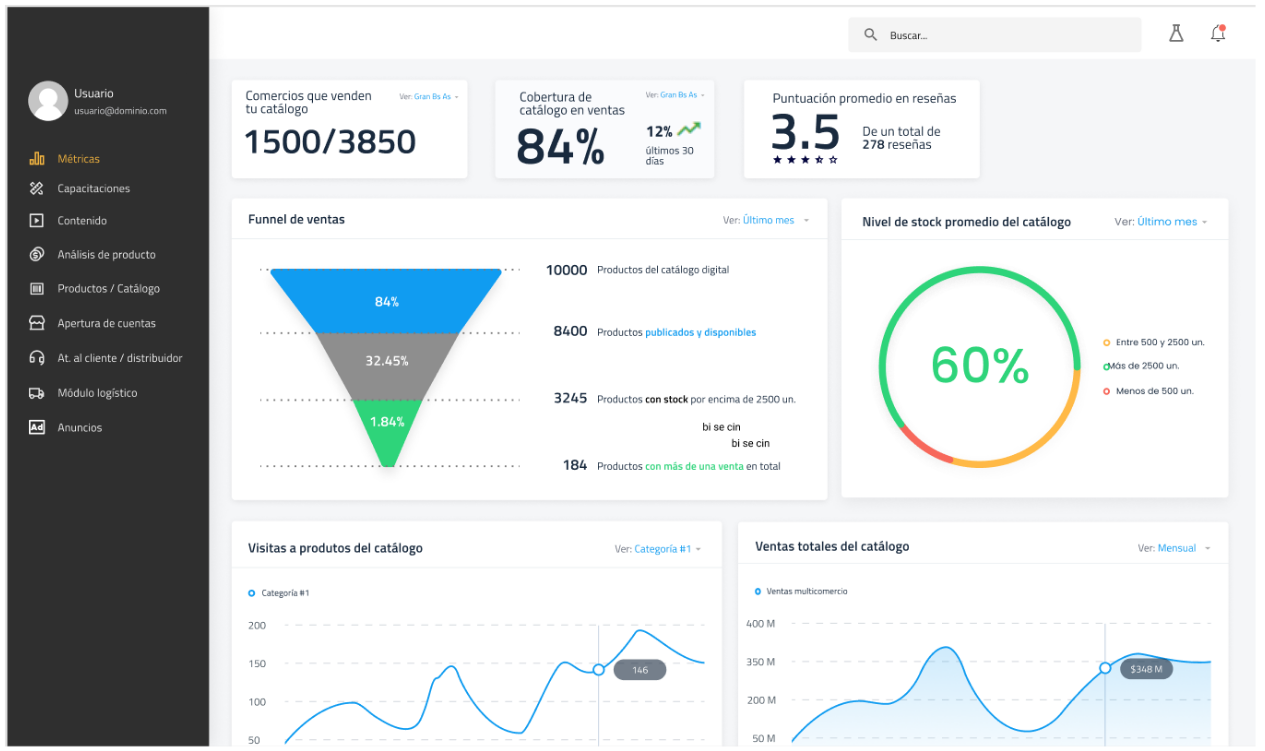 Buscar...
Usuario
usuario@dominio.com
Métricas
Capacitaciones
Contenido
Análisis de producto
Productos / Catálogo
Apertura de cuentas
At. al cliente / distribuidor
Módulo logístico
Ad Anuncios
Comercios que venden
tu catálogo
Ver: Gran Bs As
1500/3850
Cobertura de
catálogo en ventas
Ver: Gran Bs As
84%
12%
últimos 30
días
Puntuación promedio en reseñas
3.5
De un total de
278 reseñas
Funnel de ventas
Ver: Último mes
84%
32.45%
1.84%
10000 Productos del catálogo digital
8400 Productos publicados y disponibles
3245 Productos con stock por encima de 2500 un.
bi se cin
bi se cin
184 Productos con más de una venta en total
Nivel de stock promedio del catálogo
Ver: Último mes
60%
Entre 500 y 2500 un.
Más de 2500 un.
Menos de 500 un.
Visitas a produtos del catálogo
Ver: Categoría #1
Categoría #1
200
150
100
50
146
Ventas totales del catálogo
Ver: Mensual
Ventas multicomercio
400 M
350 M
200 M
50 M
$348 M